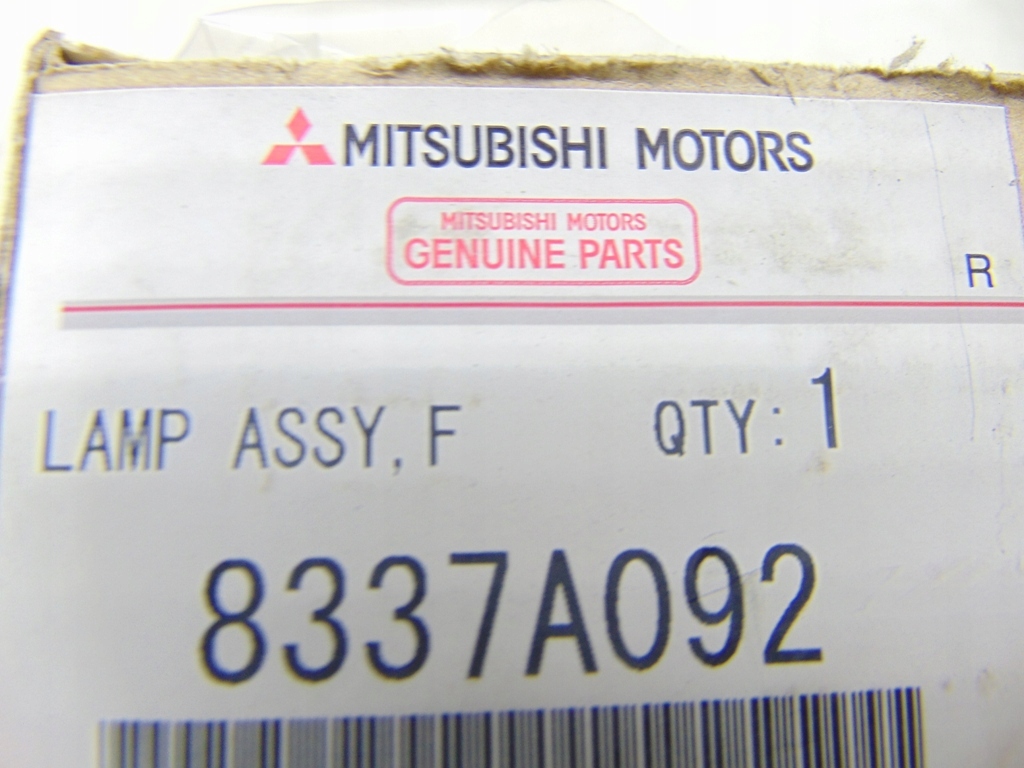 MITSUBISHI MOTORS
MITSUBISHI MOTORS
GENUINE PARTS
R
LAMP ASSY, F QTY: 1
8337A092